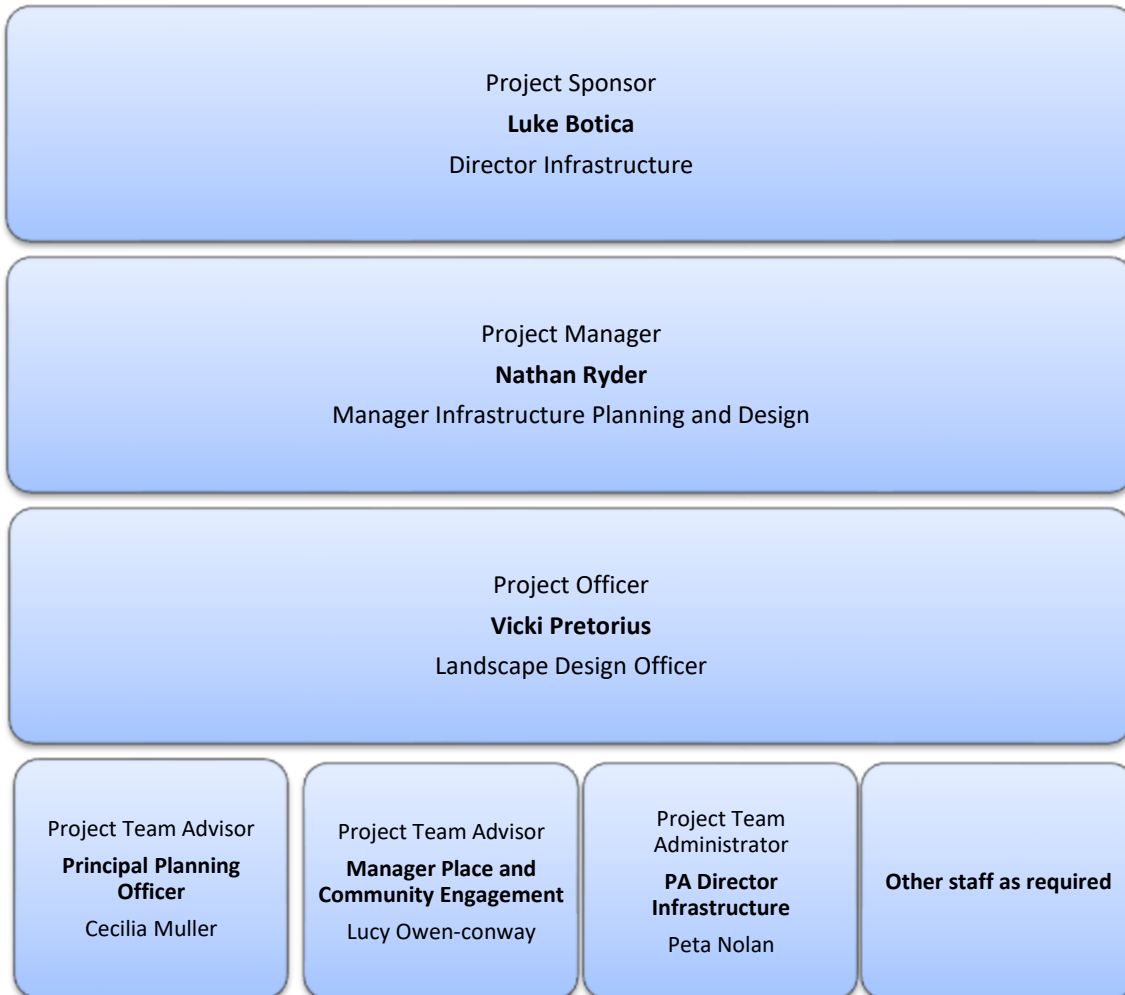 Project Sponsor
Luke Botica
Director Infrastructure
Project Manager
Nathan Ryder
Manager Infrastructure Planning and Design
Project Officer
Vicki Pretorius
Landscape Design Officer
Project Team Advisor
Principal Planning
Officer
Cecilia Muller
Project Team Advisor
Manager Place and
Community Engagement
Lucy Owen-conway
Project Team
Administrator
PA Director
Infrastructure
Peta Nolan
Other staff as required